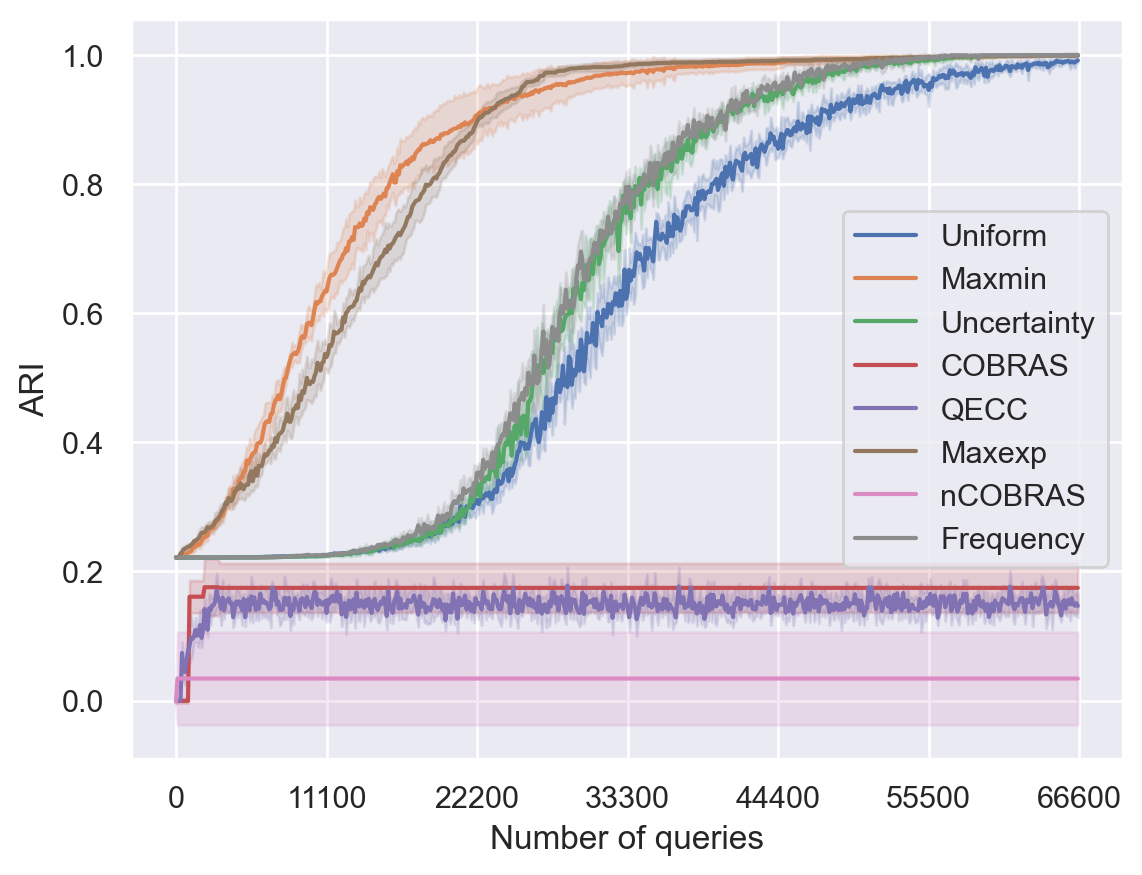 1.0
0.8
0.6
0.4
0.2
0.0
ARI
Uniform
Maxmin
Uncertainty
COBRAS
QECC
Maxexp
nCOBRAS
Frequency
0 11100 22200 33300 44400 55500 66600
Number of queries